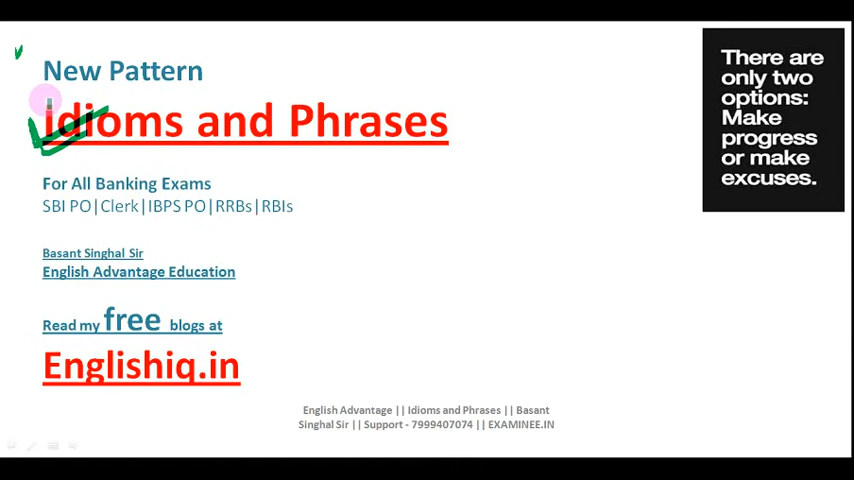 New Pattern
Idioms and Phrases
For All Banking Exams
SBI PO|Clerk|IBPS PO|RRBs|RBIs
Basant Singhal Sir
English Advantage Education
Read my free blogs at
Englishiq.in
There are
only two
options:
Make
progress
or make
excuses.
English Advantage || Idioms and Phrases || Basant
Singhal Sir || Support - 7999407074 || EXAMINEE.IN